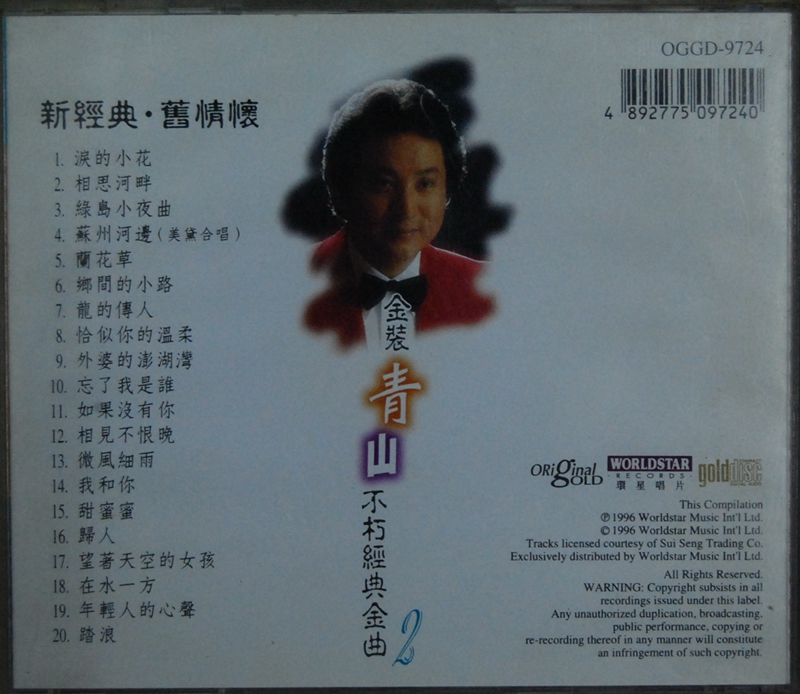 OGGD-9724
4 892775 097240
新經典・舊情懷
1. 淚的小花
2. 相思河畔
3. 綠島小夜曲
4. 蘇州河邊(美黛合唱)
5. 蘭花草
6. 鄉間的小路
7. 龍的傳人
8. 恰似你的溫柔
9. 外婆的澎湖灣
10. 忘了我是誰
11. 如果沒有你
12. 相見不恨晚
13. 微風細雨
14. 我和你
15. 甜蜜蜜
16. 歸人
17. 望著天空的女孩
18. 在水一方
19. 年輕人的心聲
20. 踏浪
金裝青山不朽經典金曲2
ORiginal GOLD
WORLDSTAR
·RECORDS·
環星唱片
golddisc
This Compilation
℗ 1996 Worldstar Music Int'l Ltd.
© 1996 Worldstar Music Int'l Ltd.
Tracks licensed courtesy of Sui Seng Trading Co.
Exclusively distributed by Worldstar Music Int'l Ltd.
All Rights Reserved.
WARNING: Copyright subsists in all
recordings issued under this label.
Any unauthorized duplication, broadcasting,
public performance, copying or
re-recording thereof in any manner will constitute
an infringement of such copyright.